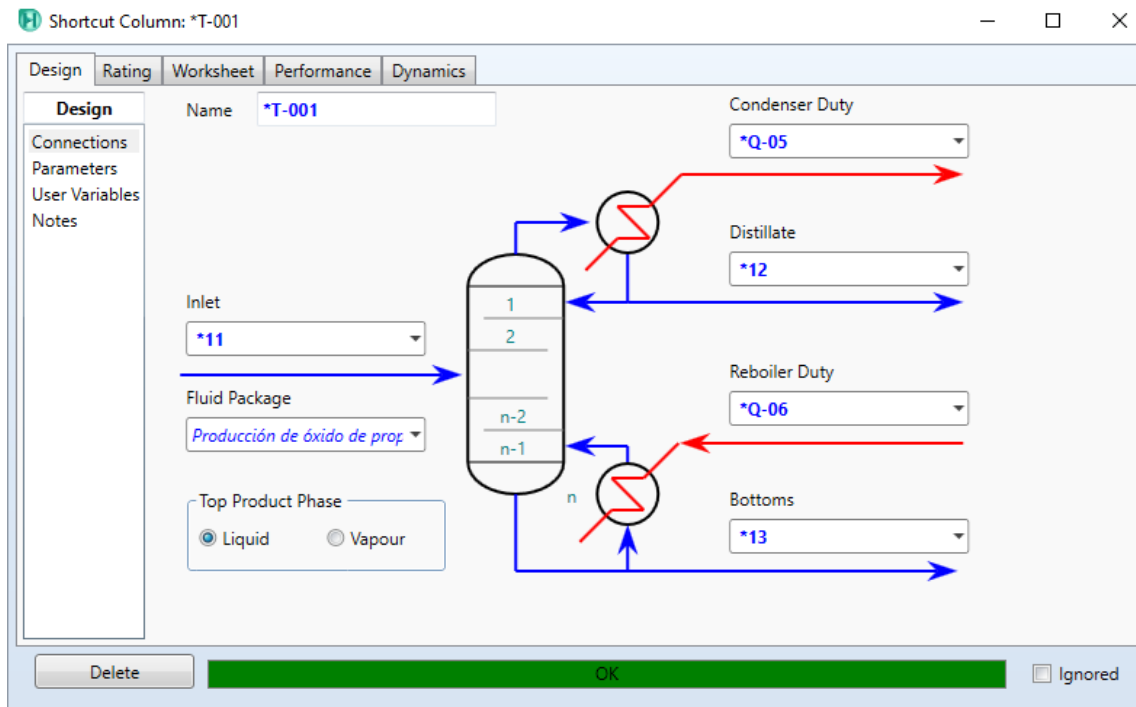 Shortcut Column: *T-001
Design Rating Worksheet Performance Dynamics
Design
Connections
Parameters
User Variables
Notes
Name *T-001
Condenser Duty
*Q-05
Distillate
*12
Inlet
*11
Fluid Package
Producción de óxido de prop
1
2
n-2
n-1
n
Reboiler Duty
*Q-06
Bottoms
*13
Top Product Phase
Liquid Vapour
Delete OK Ignored